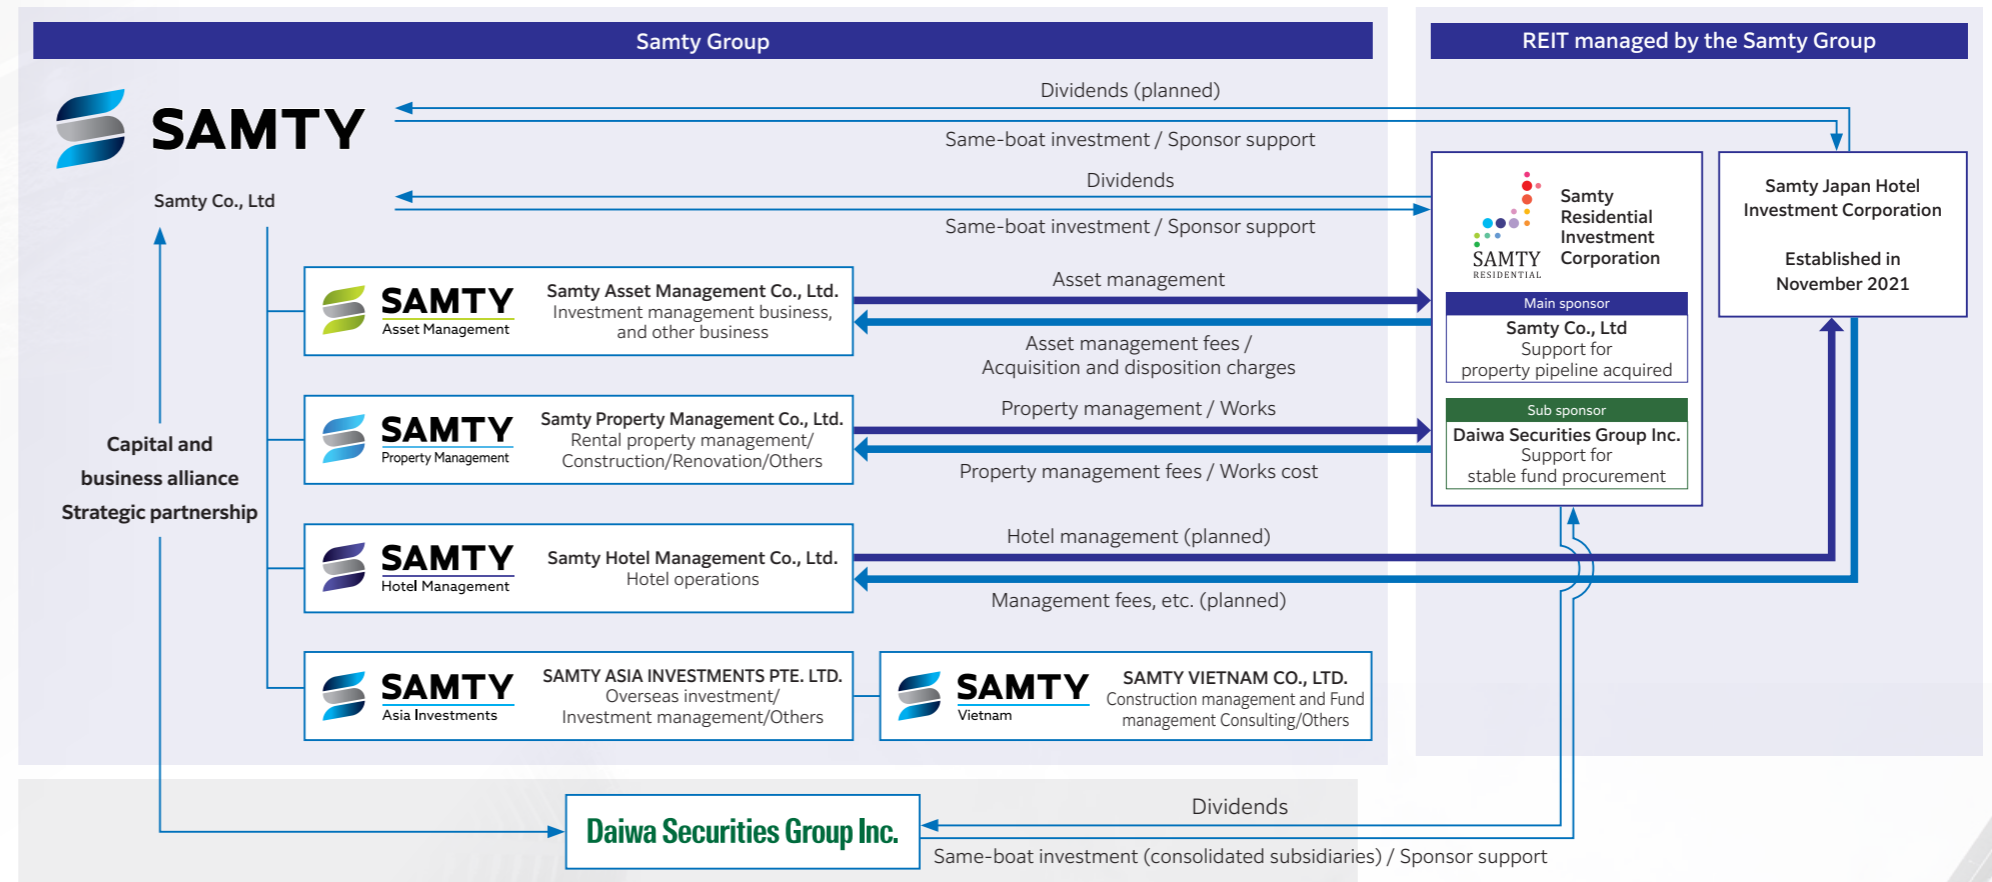 Samty Group
REIT managed by the Samty Group
SAMTY
Samty Co., Ltd
Dividends (planned)
Same-boat investment / Sponsor support
Dividends
Same-boat investment / Sponsor support
SAMTY
RESIDENTIAL
Samty
Residential
Investment
Corporation
Main sponsor
Samty Co., Ltd
Support for
property pipeline acquired
Sub sponsor
Daiwa Securities Group Inc.
Support for
stable fund procurement
Samty Japan Hotel
Investment Corporation
Established in
November 2021
SAMTY
Asset Management
Samty Asset Management Co., Ltd.
Investment management business,
and other business
Asset management
Asset management fees /
Acquisition and disposition charges
SAMTY
Property Management
Samty Property Management Co., Ltd.
Rental property management/
Construction/Renovation/Others
Property management / Works
Property management fees / Works cost
Capital and
business alliance
Strategic partnership
SAMTY
Hotel Management
Samty Hotel Management Co., Ltd.
Hotel operations
Hotel management (planned)
Management fees, etc. (planned)
SAMTY
Asia Investments
SAMTY ASIA INVESTMENTS PTE. LTD.
Overseas investment/
Investment management/Others
SAMTY
Vietnam
SAMTY VIETNAM CO., LTD.
Construction management and Fund
management Consulting/Others
Daiwa Securities Group Inc.
Dividends
Same-boat investment (consolidated subsidiaries) / Sponsor support